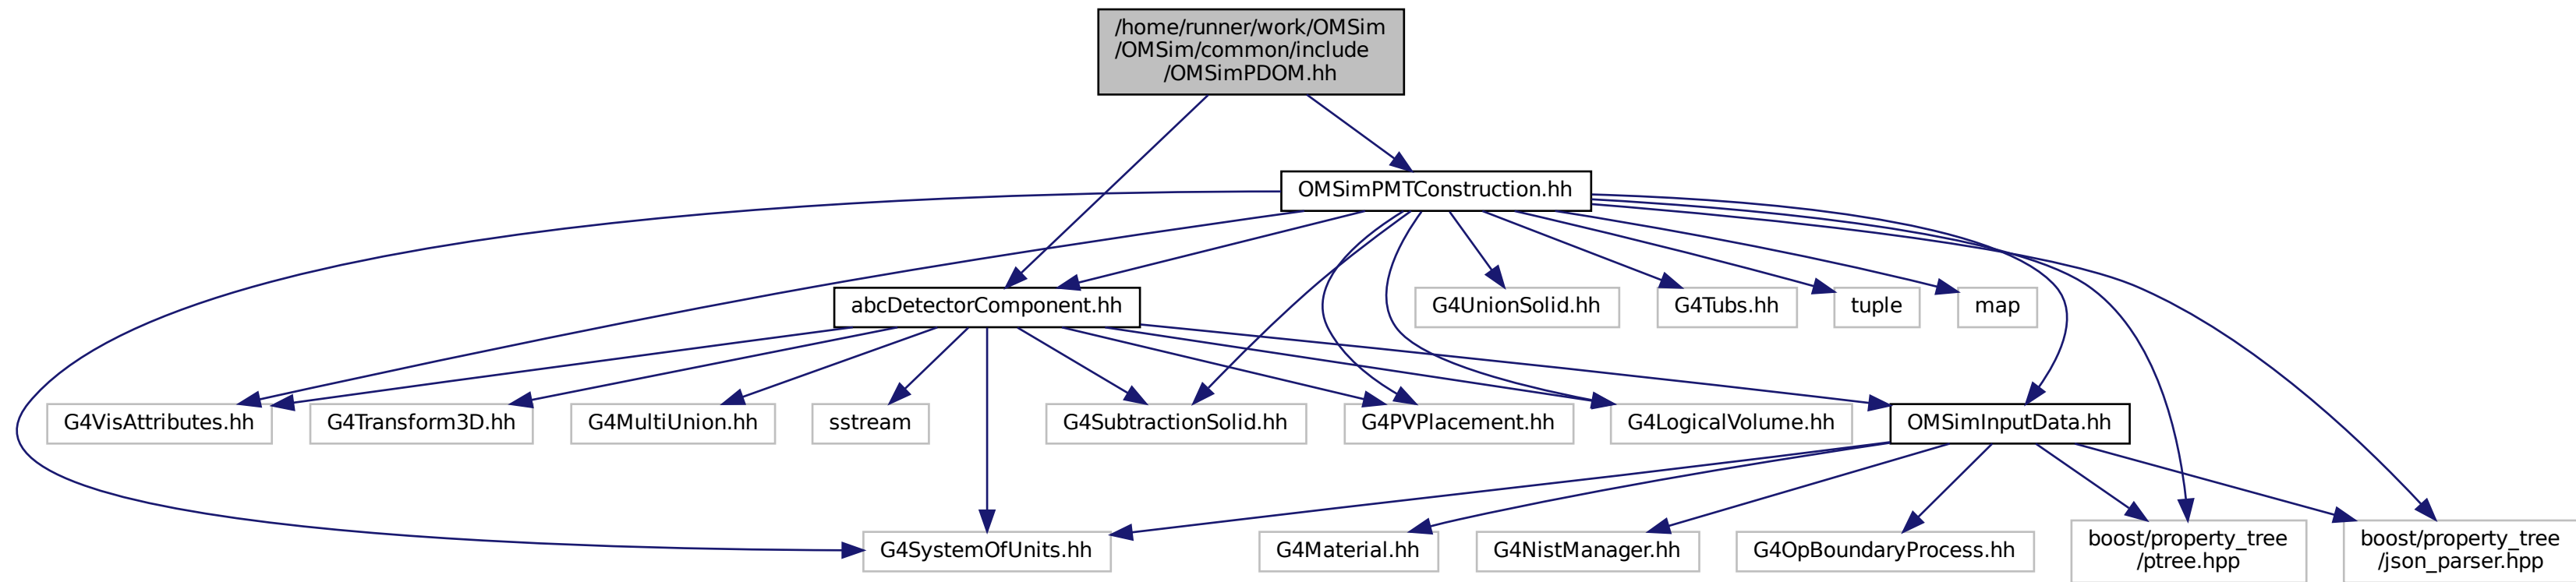 /home/runner/work/OMSim
/OMSim/common/include
/OMSimPDOM.hh
OMSimPMTConstruction.hh
abcDetectorComponent.hh
G4UnionSolid.hh
G4Tubs.hh
tuple
map
G4VisAttributes.hh
G4Transform3D.hh
G4MultiUnion.hh
sstream
G4SubtractionSolid.hh
G4PVPlacement.hh
G4LogicalVolume.hh
OMSimInputData.hh
G4SystemOfUnits.hh
G4Material.hh
G4NistManager.hh
G4OpBoundaryProcess.hh
boost/property_tree
/ptree.hpp
boost/property_tree
/json_parser.hpp